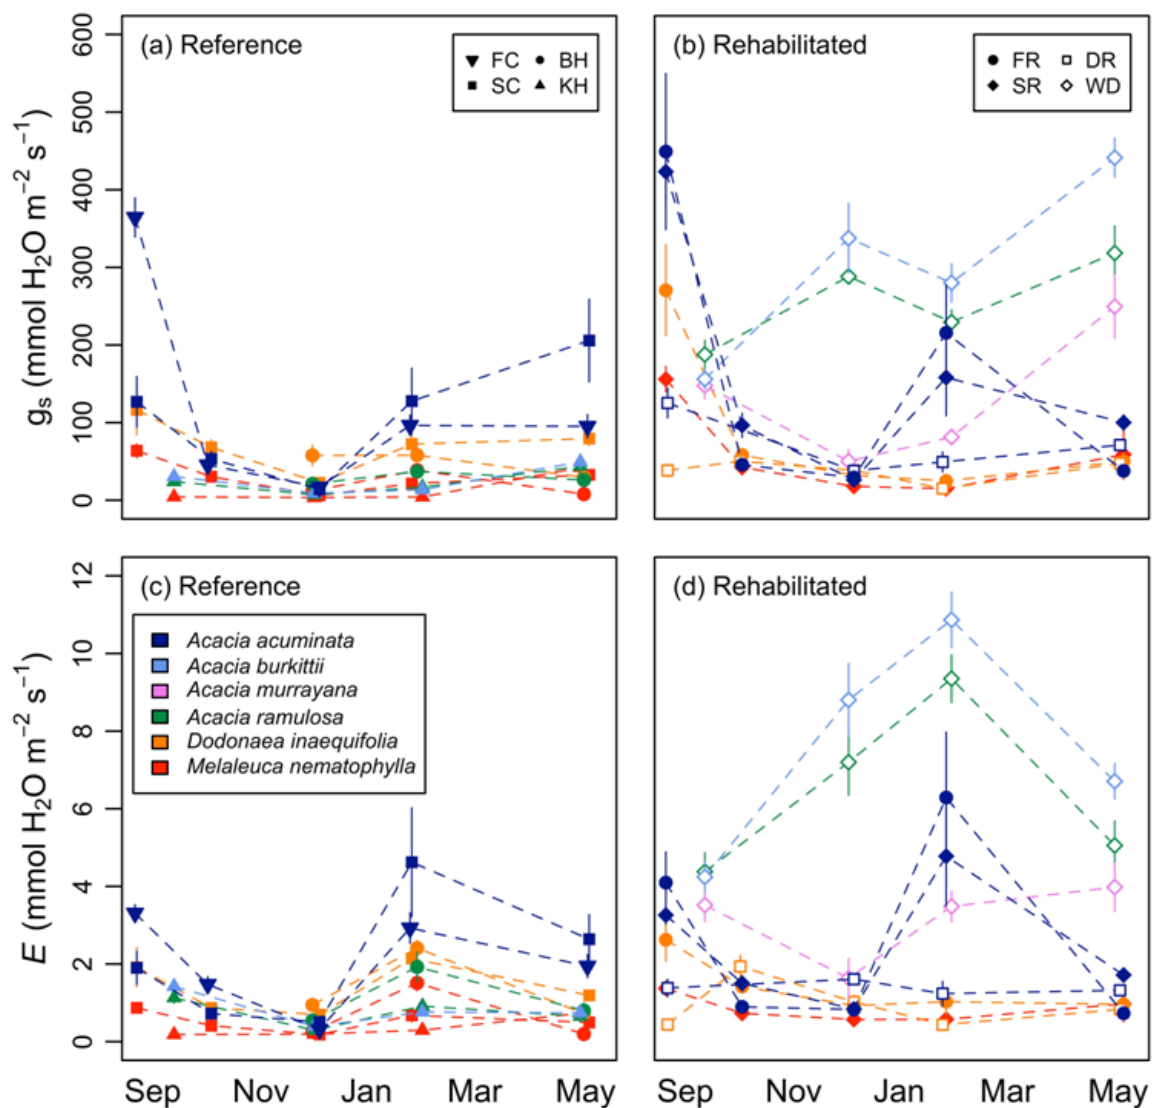 (a) Reference
FC BH
SC KH
(b) Rehabilitated
FR DR
SR WD
600
500
400
300
200
100
0
gs (mmol H2O m−2 s−1)
(c) Reference
Acacia acuminata
Acacia burkittii
Acacia murrayana
Acacia ramulosa
Dodonaea inaequifolia
Melaleuca nematophylla
(d) Rehabilitated
12
10
8
6
4
2
0
E (mmol H2O m−2 s−1)
Sep Nov Jan Mar May
Sep Nov Jan Mar May